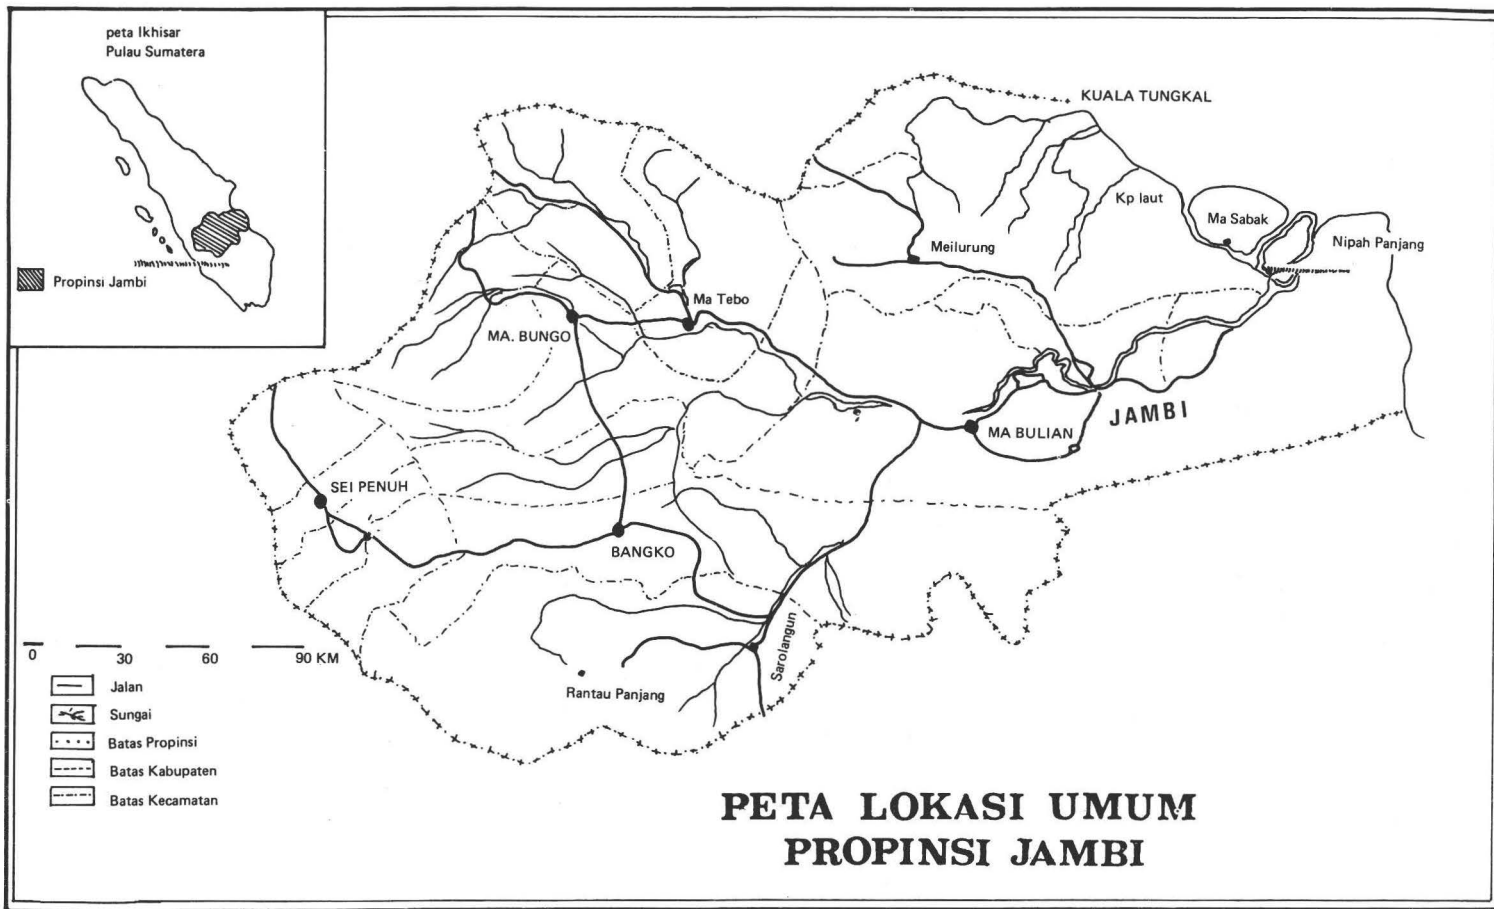 peta Ikhisar
Pulau Sumatera
Propinsi Jambi
KUALA TUNGKAL
Kp laut
Ma Sabak
Nipah Panjang
Meilurung
Ma Tebo
MA. BUNGO
JAMBI
MA BULIAN
SEI PENUH
BANGKO
Sarolangun
Rantau Panjang
0 30 60 90 KM
Jalan
Sungai
Batas Propinsi
Batas Kabupaten
Batas Kecamatan
PETA LOKASI UMUM
PROPINSI JAMBI